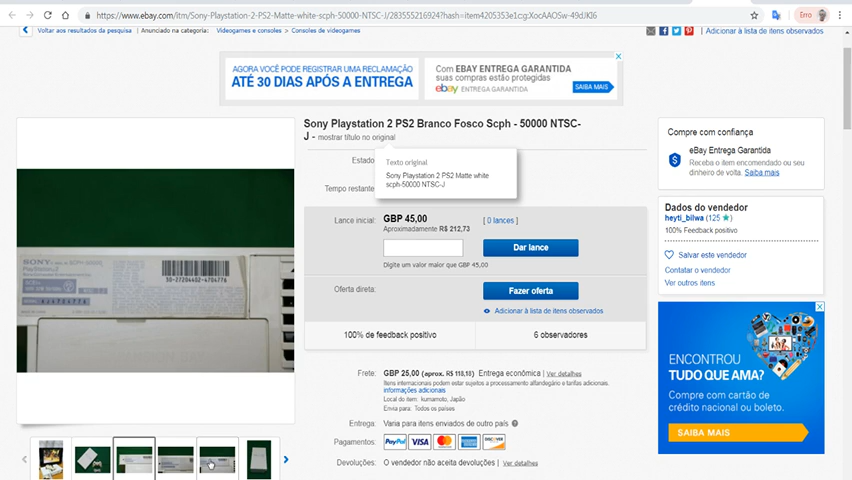 https://www.ebay.com/itm/Sony-Playstation-2-PS2-Matte-white-scph-50000-NTSC-J/283555216924?hash=item4205353e1c:g:XocAAOSw-49dJKl6
Erro
Voltar aos resultados da pesquisa | Anunciado na categoria: Videogames e consoles > Consoles de videogames
Adicionar à lista de itens observados
AGORA VOCÊ PODE REGISTRAR UMA RECLAMAÇÃO
ATÉ 30 DIAS APÓS A ENTREGA
Com EBAY ENTREGA GARANTIDA
suas compras estão protegidas
ebay ENTREGA GARANTIDA
SAIBA MAIS
Sony Playstation 2 PS2 Branco Fosco Scph - 50000 NTSC-
J - mostrar título no original
Estado
Texto original
Sony Playstation 2 PS2 Matte white
scph-50000 NTSC-J
Tempo restante
Lance inicial: GBP 45,00 [ 0 lances ]
Aproximadamente R$ 212,73
Dar lance
Digite um valor maior que GBP 45,00
Oferta direta:
Fazer oferta
Adicionar à lista de itens observados
100% de feedback positivo
6 observadores
Frete: GBP 25,00 (aprox. R$ 118,18) Entrega econômica | Ver detalhes
Itens internacionais podem estar sujeitos a processamento alfandegário e tarifas adicionais.
informações adicionais
Local do item: kumamoto, Japão
Envia para: Todos os países
Entrega: Varia para itens enviados de outro país
Pagamentos: PayPal VISA
Devoluções: O vendedor não aceita devoluções | Ver detalhes
Compre com confiança
eBay Entrega Garantida
Receba o item encomendado ou seu
dinheiro de volta. Saiba mais
Dados do vendedor
heyti_bilwa (125)
100% Feedback positivo
Salvar este vendedor
Contatar o vendedor
Ver outros itens
ENCONTROU
TUDO QUE AMA?
Compre com cartão de
crédito nacional ou boleto.
SAIBA MAIS
SONY
PlayStation 2